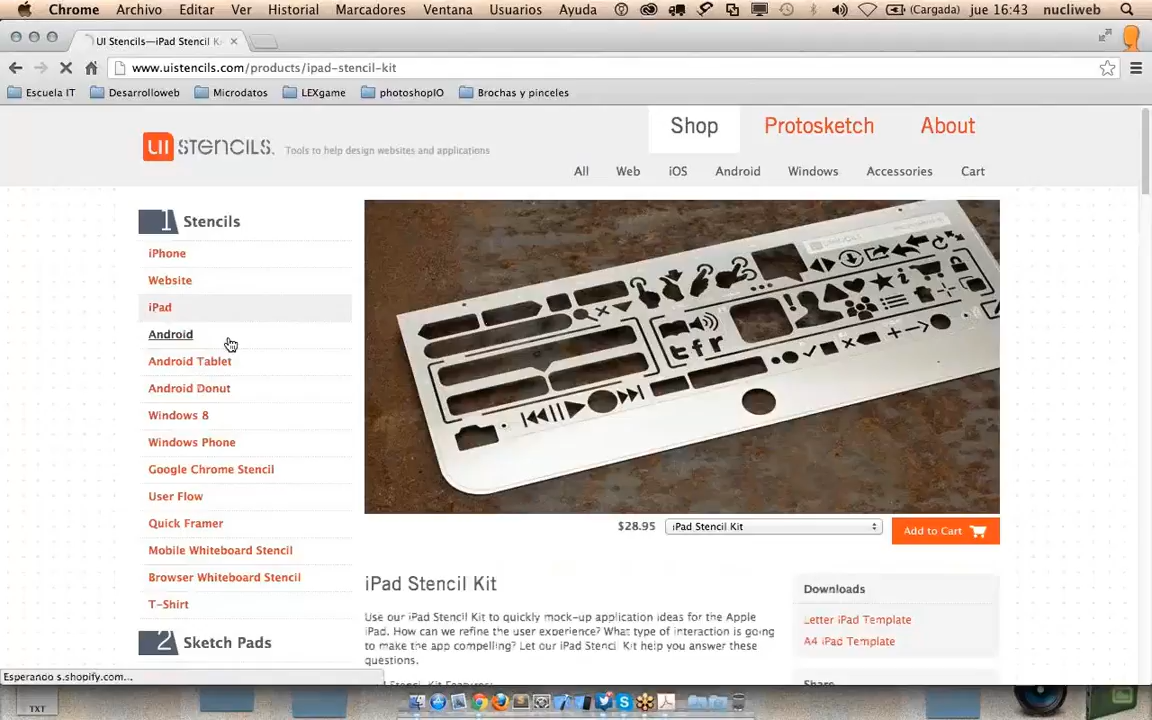 Chrome Archivo Editar Ver Historial Marcadores Ventana Usuarios Ayuda (Cargada) jue 16:43 nucliweb
UI Stencils—iPad Stencil K
www.uistencils.com/products/ipad-stencil-kit
Escuela IT Desarrolloweb Microdatos LEXgame photoshopIO Brochas y pinceles
UI STENCILS. Tools to help design websites and applications
Shop Protosketch About
All Web iOS Android Windows Accessories Cart
1 Stencils
iPhone
Website
iPad
Android
Android Tablet
Android Donut
Windows 8
Windows Phone
Google Chrome Stencil
User Flow
Quick Framer
Mobile Whiteboard Stencil
Browser Whiteboard Stencil
T-Shirt
2 Sketch Pads
t f r
$28.95 iPad Stencil Kit Add to Cart
iPad Stencil Kit
Use our iPad Stencil Kit to quickly mock-up application ideas for the Apple
iPad. How can we refine the user experience? What type of interaction is going
to make the app compelling? Let our iPad Stencil Kit help you answer these
questions.
Stencil Kit Features:
Downloads
Letter iPad Template
A4 iPad Template
Share
Esperando s.shopify.com...
TXT